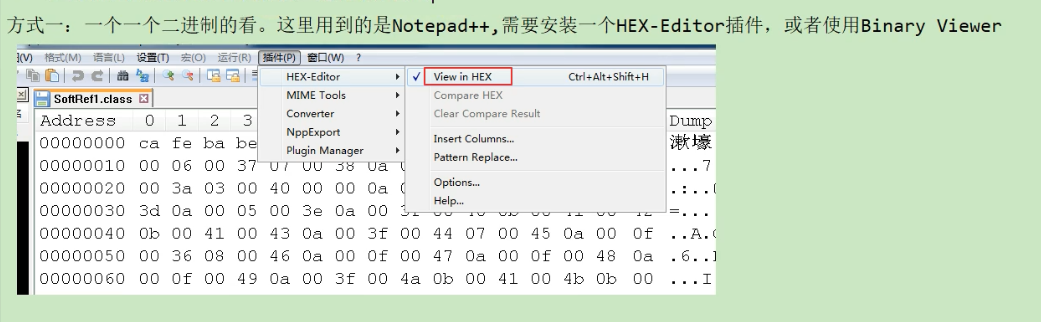 方式一：一个一个二进制的看。这里用到的是Notepad++,需要安装一个HEX-Editor插件，或者使用Binary Viewer
(V) 格式(M) 语言(L) 设置(T) 宏(O) 运行(R) 插件(P) 窗口(W) ?
HEX-Editor View in HEX Ctrl+Alt+Shift+H
SoftRef1.class MIME Tools Compare HEX
Converter Clear Compare Result
Address 0 1 2 3 Dump
NppExport Insert Columns...
00000000 ca fe ba be 漖壕
Plugin Manager Pattern Replace...
00000010 00 06 00 37 07 00 38 0a ...7
Options...
00000020 00 3a 03 00 40 00 00 0a .:..
Help...
00000030 3d 0a 00 05 00 3e 0a 00 =...
00000040 0b 00 41 00 43 0a 00 3f 00 44 07 00 45 0a 00 0f ..A.
00000050 00 36 08 00 46 0a 00 0f 00 47 0a 00 0f 00 48 0a .6..
00000060 00 0f 00 49 0a 00 3f 00 4a 0b 00 41 00 4b 0b 00 ...I